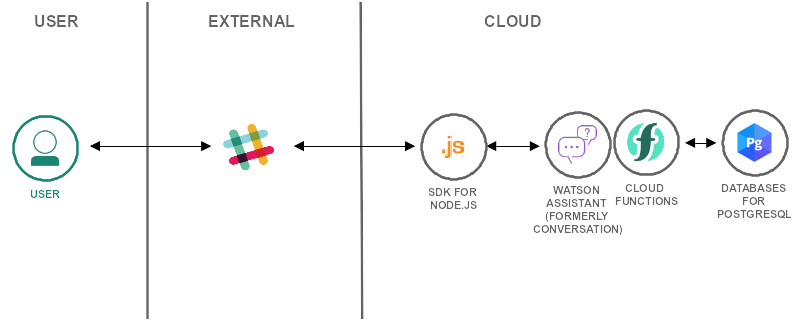 USER
EXTERNAL
CLOUD
USER
.js
SDK FOR
NODE.JS
?
WATSON
ASSISTANT
(FORMERLY
CONVERSATION)
CLOUD
FUNCTIONS
Pg
DATABASES
FOR
POSTGRESQL